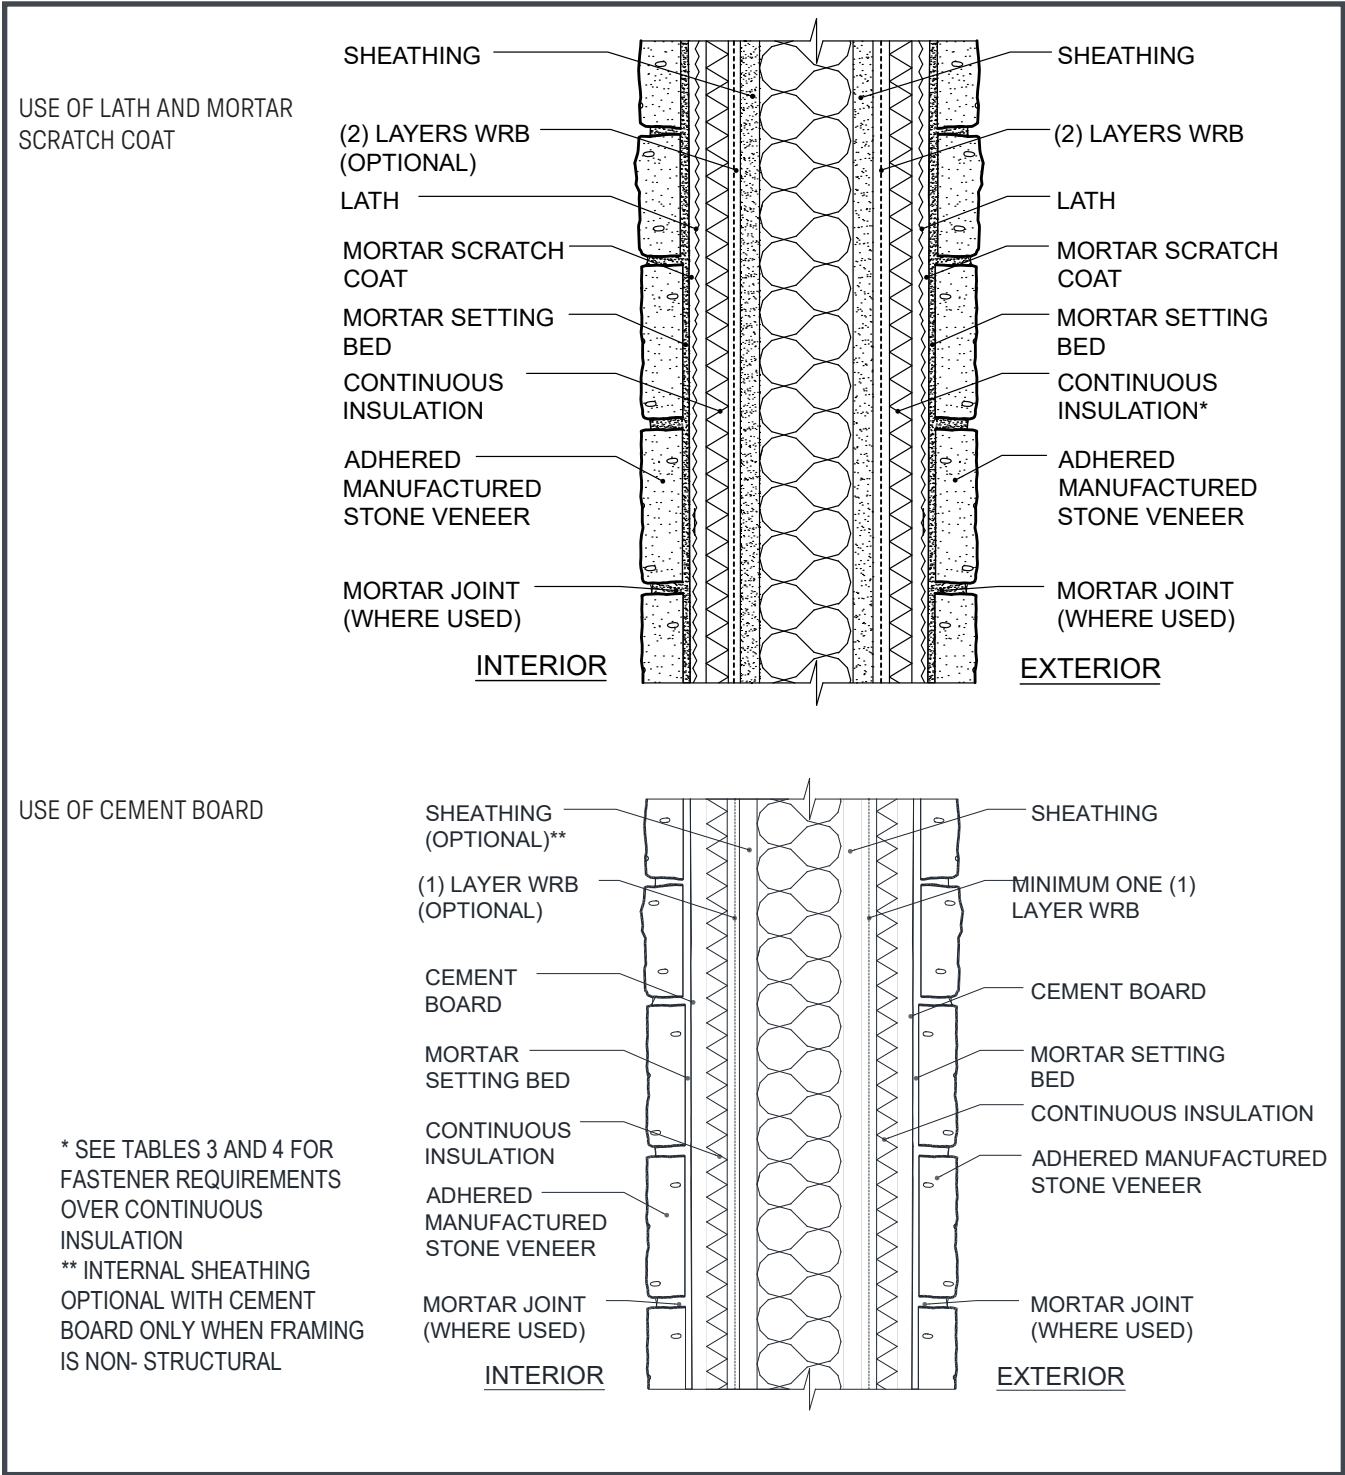 USE OF LATH AND MORTAR
SCRATCH COAT
SHEATHING
(2) LAYERS WRB
(OPTIONAL)
LATH
MORTAR SCRATCH
COAT
MORTAR SETTING
BED
CONTINUOUS
INSULATION
ADHERED
MANUFACTURED
STONE VENEER
MORTAR JOINT
(WHERE USED)
INTERIOR
SHEATHING
(2) LAYERS WRB
LATH
MORTAR SCRATCH
COAT
MORTAR SETTING
BED
CONTINUOUS
INSULATION*
ADHERED
MANUFACTURED
STONE VENEER
MORTAR JOINT
(WHERE USED)
EXTERIOR
USE OF CEMENT BOARD
SHEATHING
(OPTIONAL)**
(1) LAYER WRB
(OPTIONAL)
CEMENT
BOARD
MORTAR
SETTING BED
CONTINUOUS
INSULATION
ADHERED
MANUFACTURED
STONE VENEER
MORTAR JOINT
(WHERE USED)
INTERIOR
SHEATHING
MINIMUM ONE (1)
LAYER WRB
CEMENT BOARD
MORTAR SETTING
BED
CONTINUOUS INSULATION
ADHERED MANUFACTURED
STONE VENEER
MORTAR JOINT
(WHERE USED)
EXTERIOR
* SEE TABLES 3 AND 4 FOR
FASTENER REQUIREMENTS
OVER CONTINUOUS
INSULATION
** INTERNAL SHEATHING
OPTIONAL WITH CEMENT
BOARD ONLY WHEN FRAMING
IS NON- STRUCTURAL